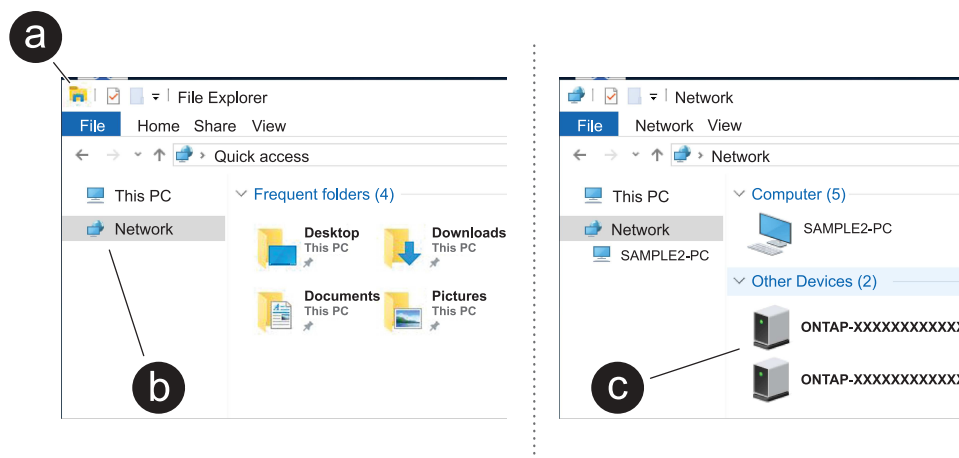 a
File Explorer
File Home Share View
Quick access
This PC
Network
Frequent folders (4)
Desktop
This PC
Downloads
This PC
Documents
This PC
Pictures
This PC
b
Network
File Network View
Network
This PC
Network
SAMPLE2-PC
Computer (5)
SAMPLE2-PC
Other Devices (2)
ONTAP-XXXXXXXXXXXX
ONTAP-XXXXXXXXXXXX
c